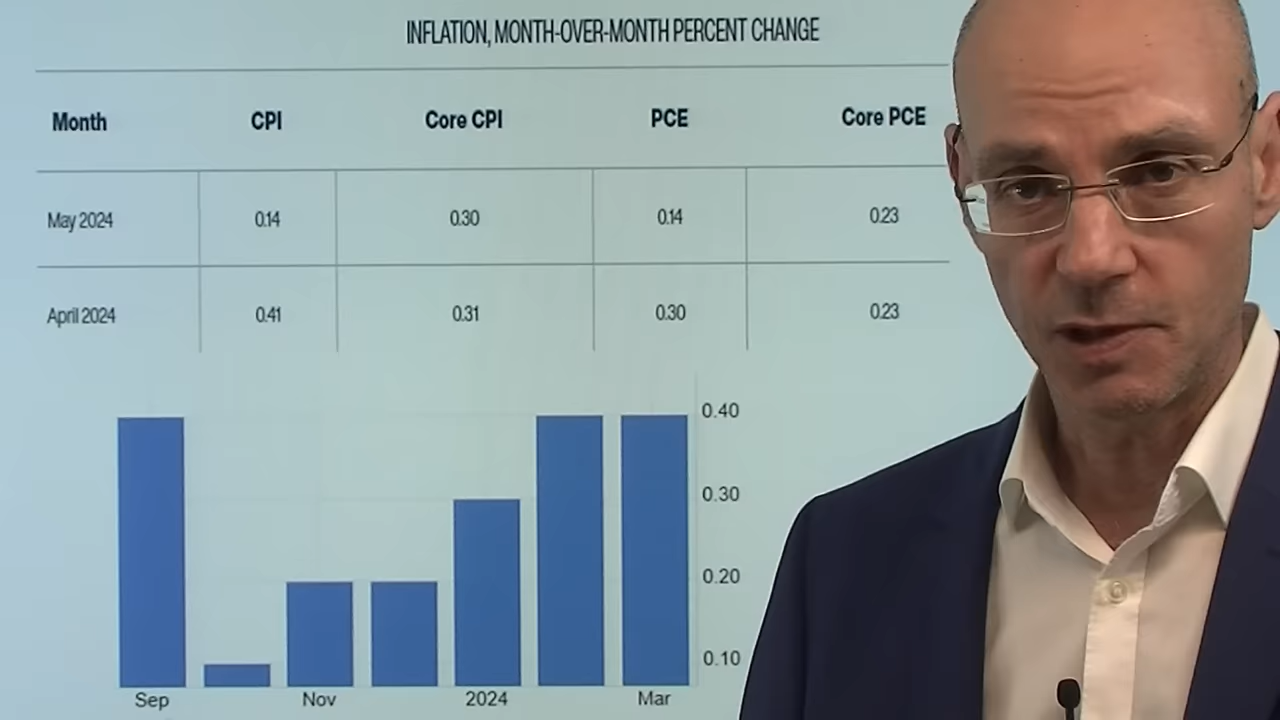 INFLATION, MONTH-OVER-MONTH PERCENT CHANGE
Month CPI Core CPI PCE Core PCE
May 2024 0.14 0.30 0.14 0.23
April 2024 0.41 0.31 0.30 0.23
0.40
0.30
0.20
0.10
Sep Nov 2024 Mar